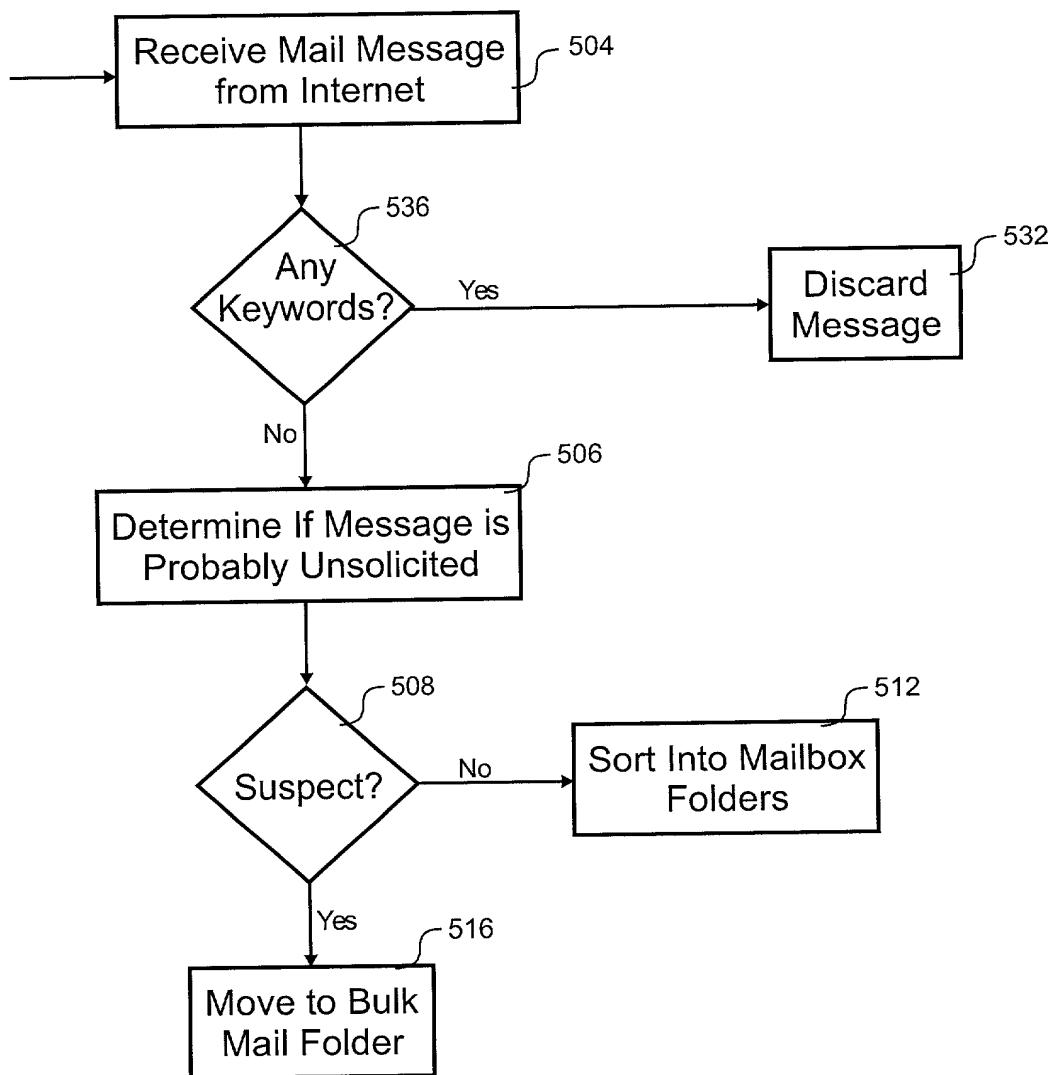 Receive Mail Message
from Internet
504
536
Any
Keywords?
Yes
532
Discard
Message
No
506
Determine If Message is
Probably Unsolicited
508
Suspect?
No
512
Sort Into Mailbox
Folders
Yes
516
Move to Bulk
Mail Folder